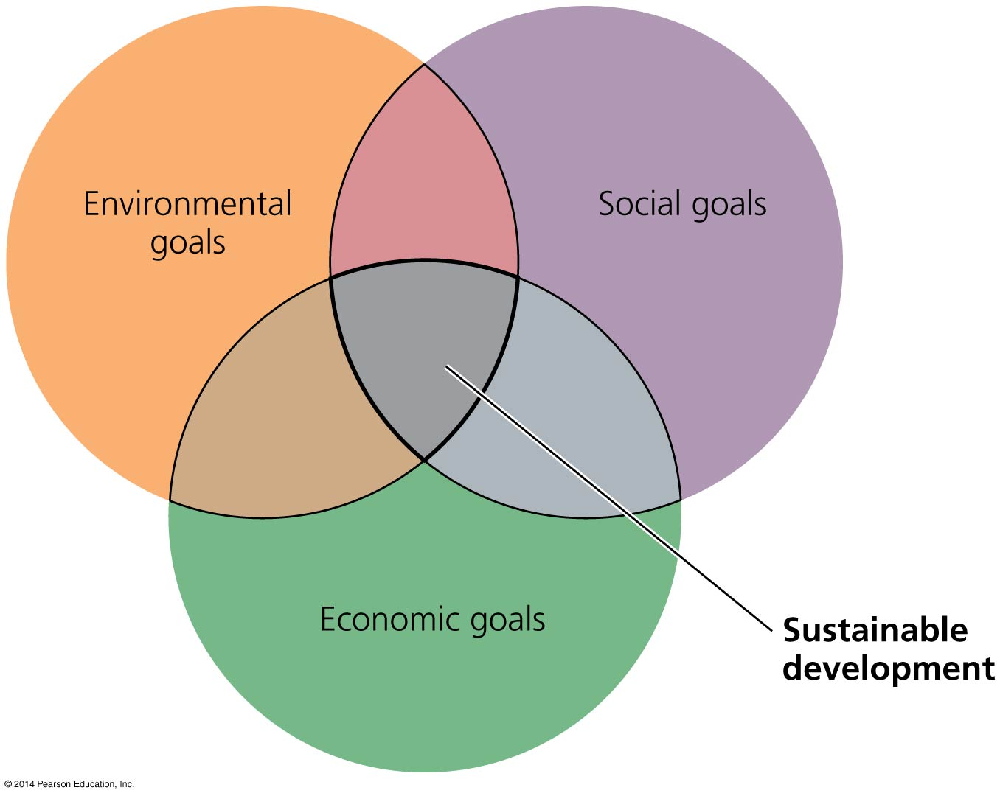 Environmental
goals
Social goals
Economic goals
Sustainable
development
© 2014 Pearson Education, Inc.